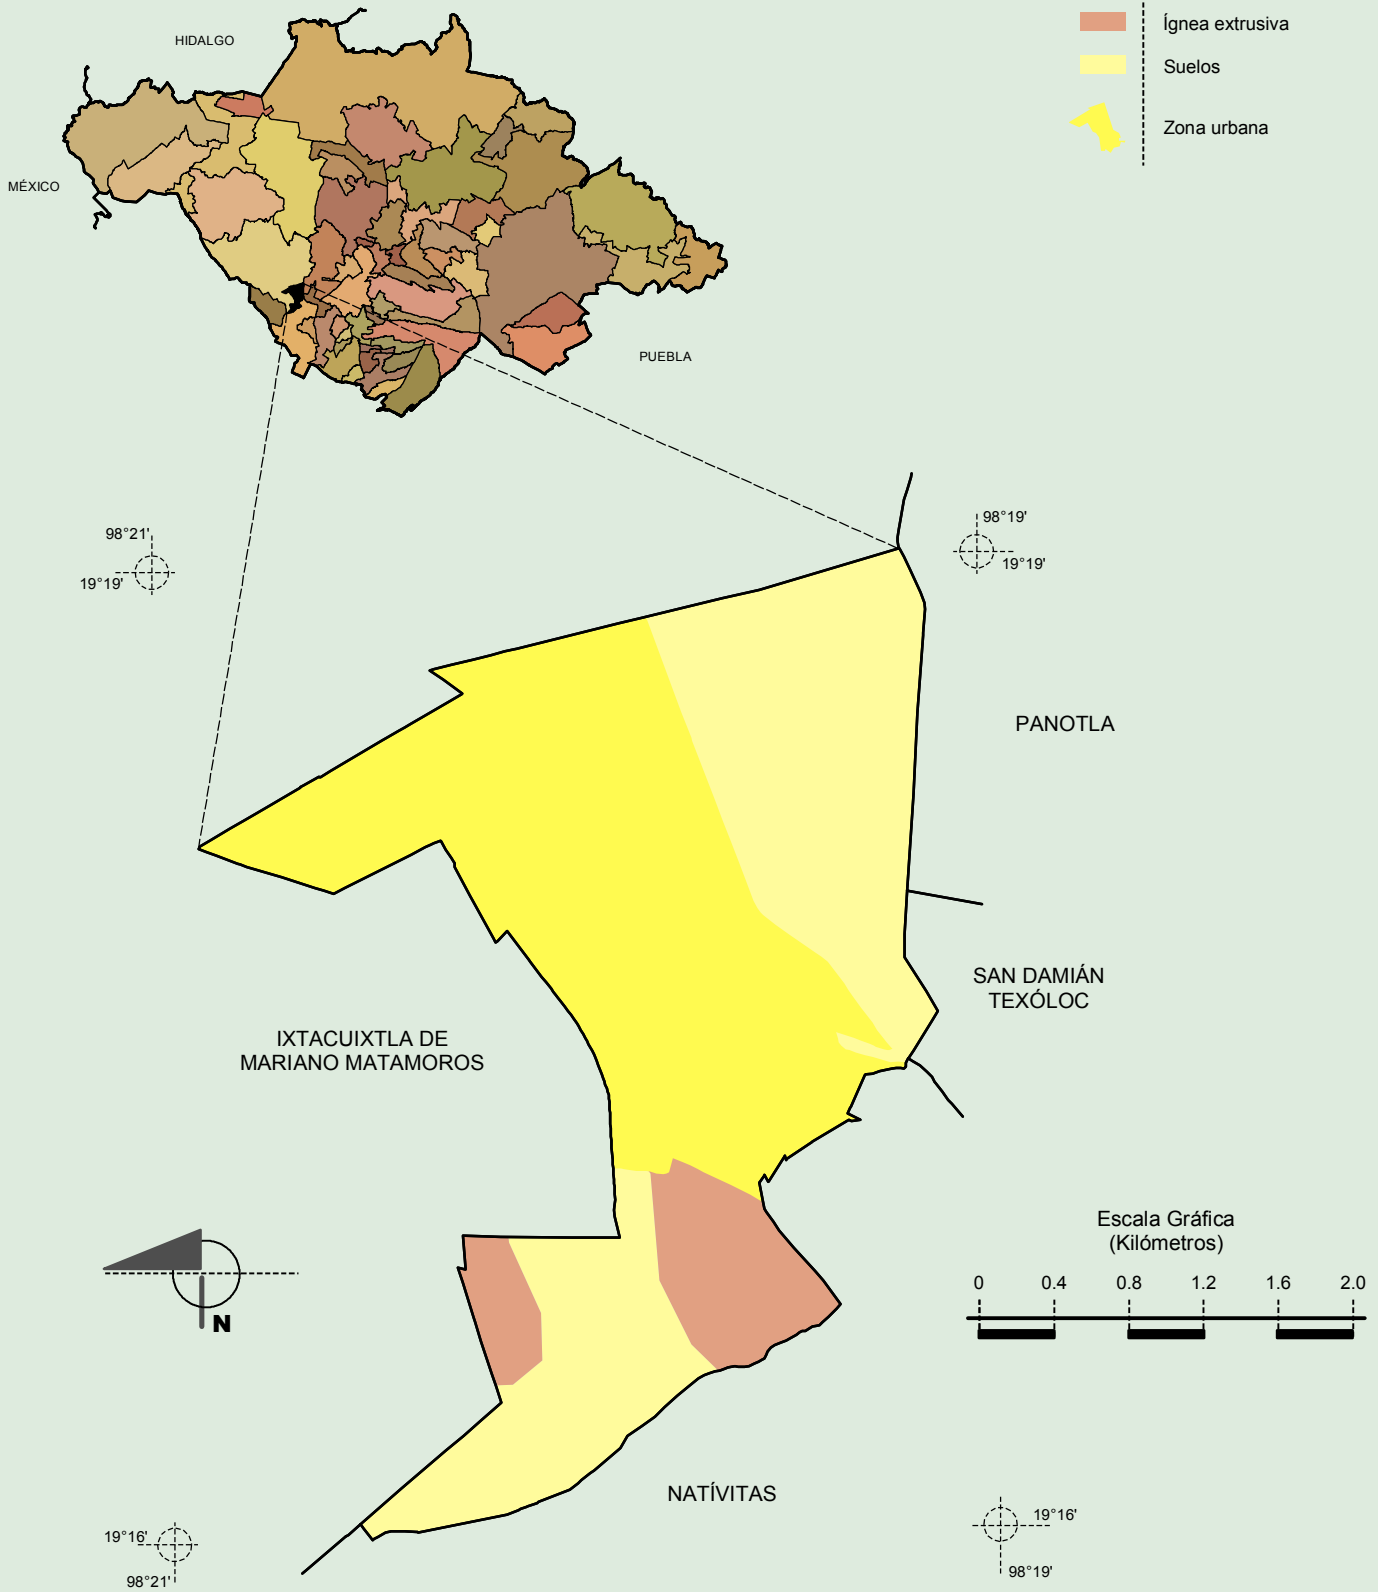 Ígnea extrusiva
Suelos
Zona urbana
HIDALGO
MÉXICO
PUEBLA
98°21'
19°19'
98°19'
19°19'
PANOTLA
SAN DAMIÁN
TEXÓLOC
IXTACUIXTLA DE
MARIANO MATAMOROS
N
Escala Gráfica
(Kilómetros)
0 0.4 0.8 1.2 1.6 2.0
NATÍVITAS
19°16'
98°21'
19°16'
98°19'